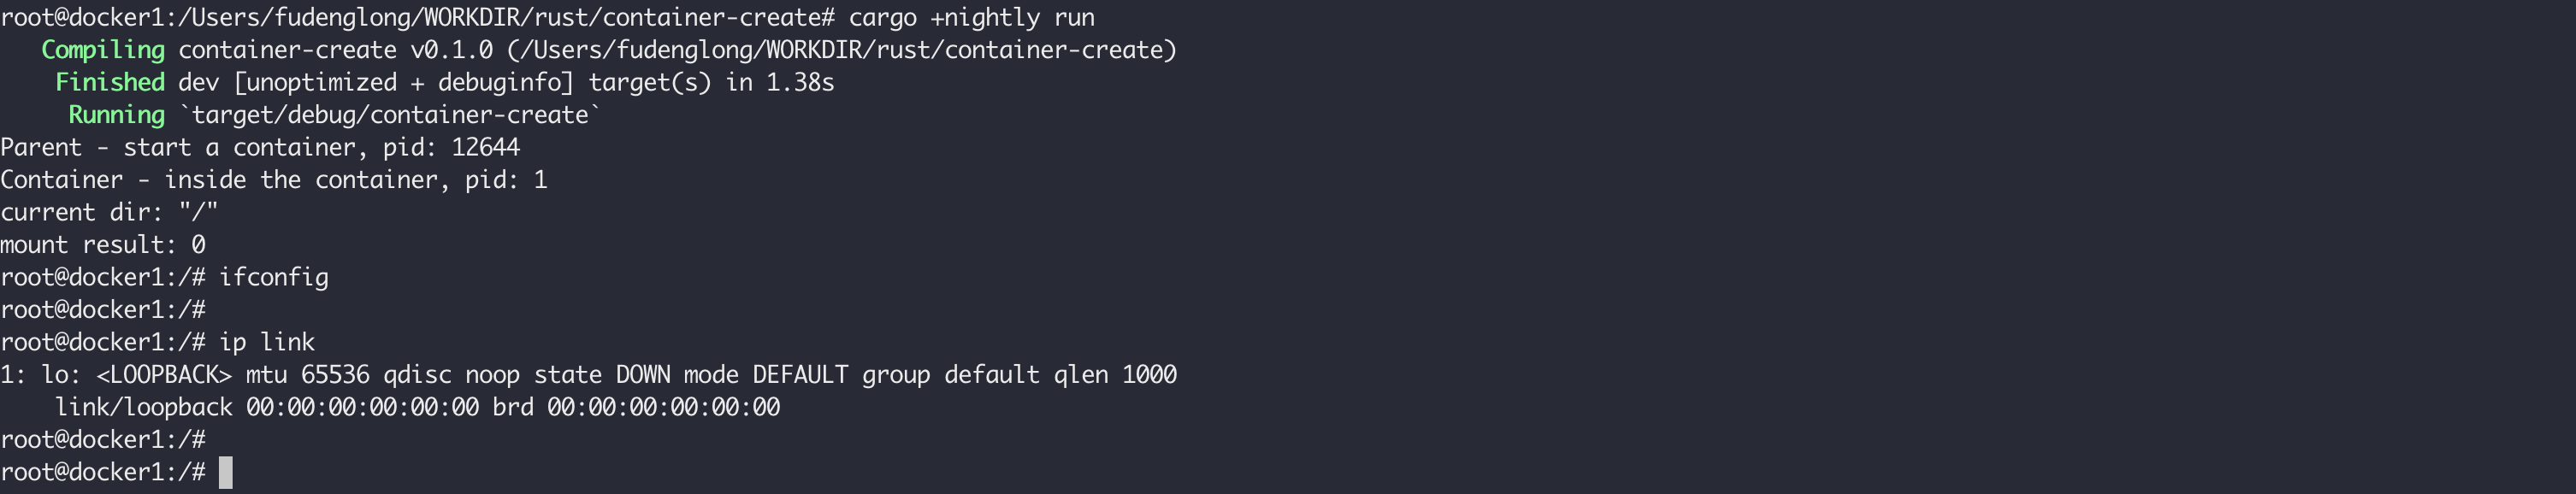 root@docker1:/Users/fudenglong/WORKDIR/rust/container-create# cargo +nightly run
   Compiling container-create v0.1.0 (/Users/fudenglong/WORKDIR/rust/container-create)
    Finished dev [unoptimized + debuginfo] target(s) in 1.38s
     Running `target/debug/container-create`
Parent - start a container, pid: 12644
Container - inside the container, pid: 1
current dir: "/"
mount result: 0
root@docker1:/# ifconfig
root@docker1:/#
root@docker1:/# ip link
1: lo: <LOOPBACK> mtu 65536 qdisc noop state DOWN mode DEFAULT group default qlen 1000
    link/loopback 00:00:00:00:00:00 brd 00:00:00:00:00:00
root@docker1:/#
root@docker1:/#